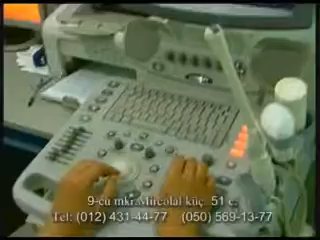 9-cu mkr. Mircəlal küç. 51 c.
Tel: (012) 431-44-77 (050) 569-13-77